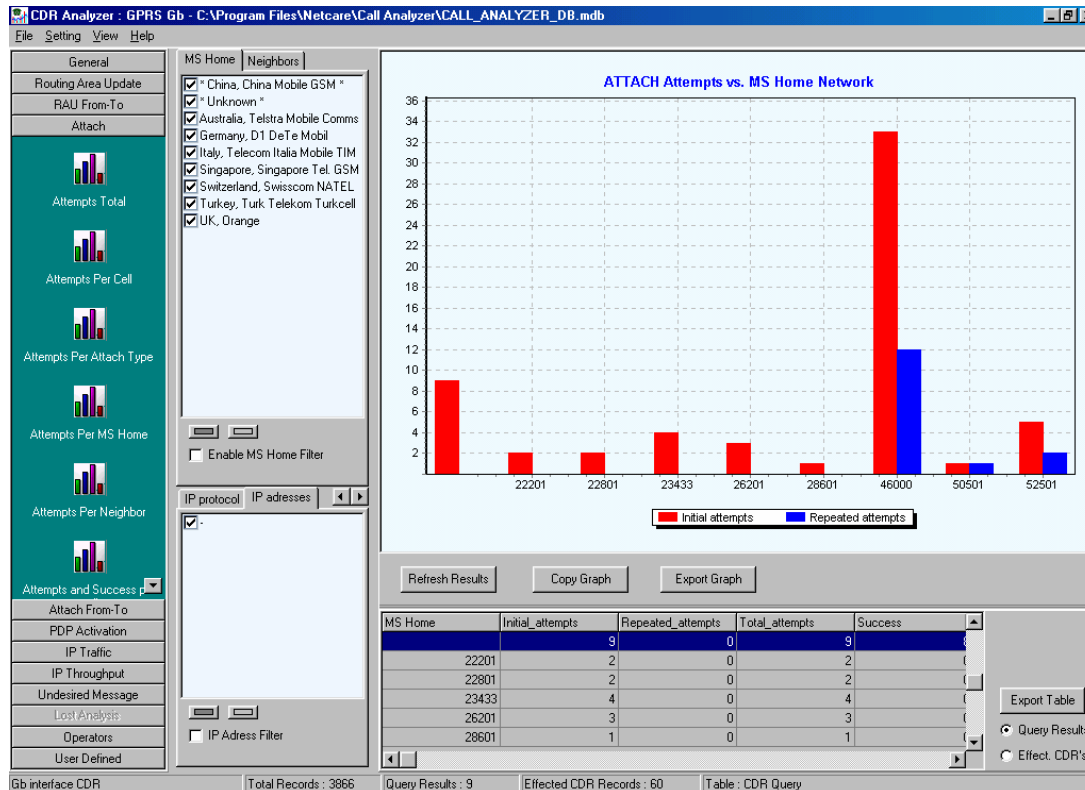 CDR Analyzer : GPRS Gb - C:\Program Files\Netcare\Call Analyzer\CALL_ANALYZER_DB.mdb
File Setting View Help
General
Routing Area Update
RAU From-To
Attach
Attempts Total
Attempts Per Cell
Attempts Per Attach Type
Attempts Per MS Home
Attempts Per Neighbor
Attempts and Success p
Attach From-To
PDP Activation
IP Traffic
IP Throughput
Undesired Message
Lost Analysis
Operators
User Defined
MS Home Neighbors
* China, China Mobile GSM *
* Unknown *
Australia, Telstra Mobile Comms
Germany, D1 DeTe Mobil
Italy, Telecom Italia Mobile TIM
Singapore, Singapore Tel. GSM
Switzerland, Swisscom NATEL
Turkey, Turk Telekom Turkcell
UK, Orange
Enable MS Home Filter
IP protocol IP adresses
-
IP Adress Filter
ATTACH Attempts vs. MS Home Network
36
34
32
30
28
26
24
22
20
18
16
14
12
10
8
6
4
2
22201 22801 23433 26201 28601 46000 50501 52501
Initial attempts Repeated attempts
Refresh Results Copy Graph Export Graph
MS Home Initial_attempts Repeated_attempts Total_attempts Success
9 0 9
22201 2 0 2
22801 2 0 2
23433 4 0 4
26201 3 0 3
28601 1 0 1
Export Table
Query Results
Effect. CDR's
Gb interface CDR Total Records : 3866 Query Results : 9 Effected CDR Records : 60 Table : CDR Query